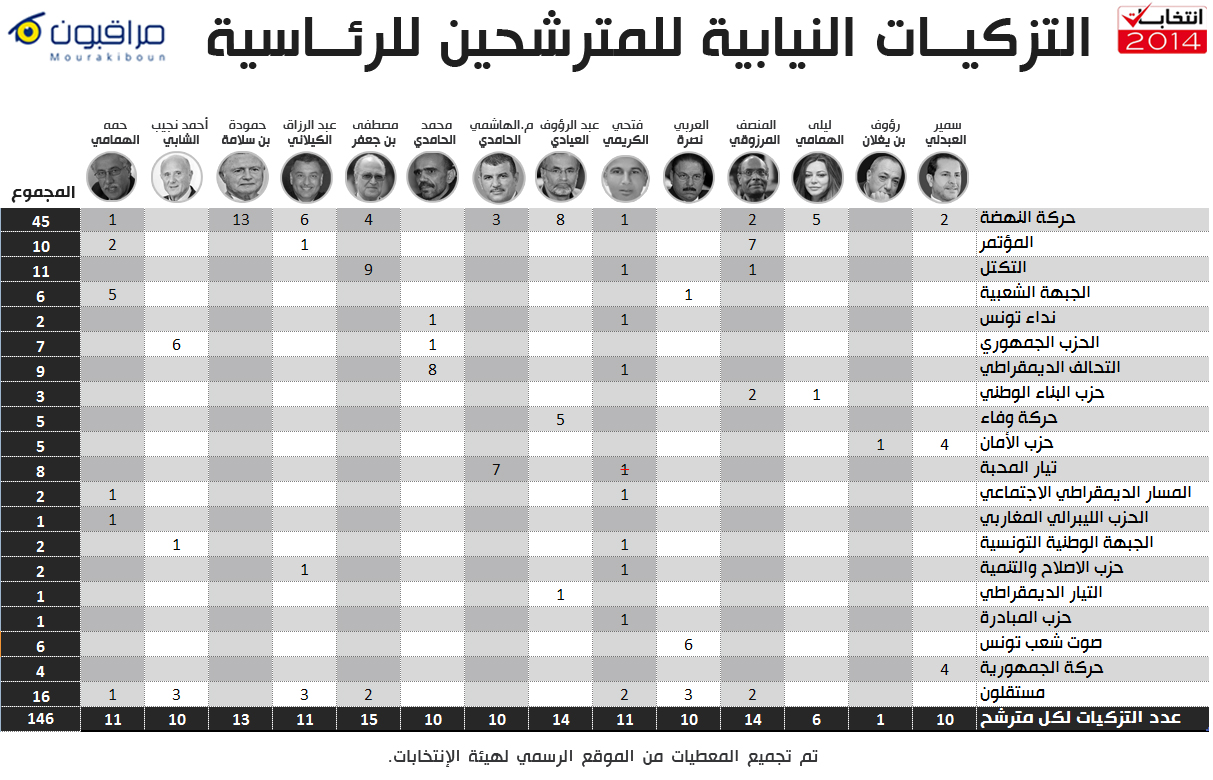 انتخابات
2014
التزكيات النيابية للمترشحين للرئاسية
مراقبون
Mourakiboun
سمير العبدلي
رؤوف بن يغلان
ليلى الهمامي
المنصف المرزوقي
العربي نصرة
فتحي الكريمي
عبد الرؤوف العيادي
م.الهاشمي الحامدي
محمد الحامدي
مصطفى بن جعفر
عبد الرزاق الكيلاني
حمودة بن سلامة
أحمد نجيب الشابي
حمه الهمامي
المجموع
حركة النهضة 2 5 2 1 8 3 4 6 13 1 45
المؤتمر 7 1 2 10
التكتل 1 1 9 11
الجبهة الشعبية 1 5 6
نداء تونس 1 1 2
الحزب الجمهوري 1 6 7
التحالف الديمقراطي 1 8 9
حزب البناء الوطني 1 2 3
حركة وفاء 5 5
حزب الأمان 4 1 5
تيار المحبة 1 7 8
المسار الديمقراطي الاجتماعي 1 1 2
الحزب الليبرالي المغاربي 1 1
الجبهة الوطنية التونسية 1 1 2
حزب الاصلاح والتنمية 1 1 2
التيار الديمقراطي 1 1
حزب المبادرة 1 1
صوت شعب تونس 6 6
حركة الجمهورية 4 4
مستقلون 2 3 2 2 3 3 1 16
عدد التزكيات لكل مترشح 10 1 6 14 10 11 14 10 10 15 11 13 10 11 146
تم تجميع المعطيات من الموقع الرسمي لهيئة الإنتخابات.